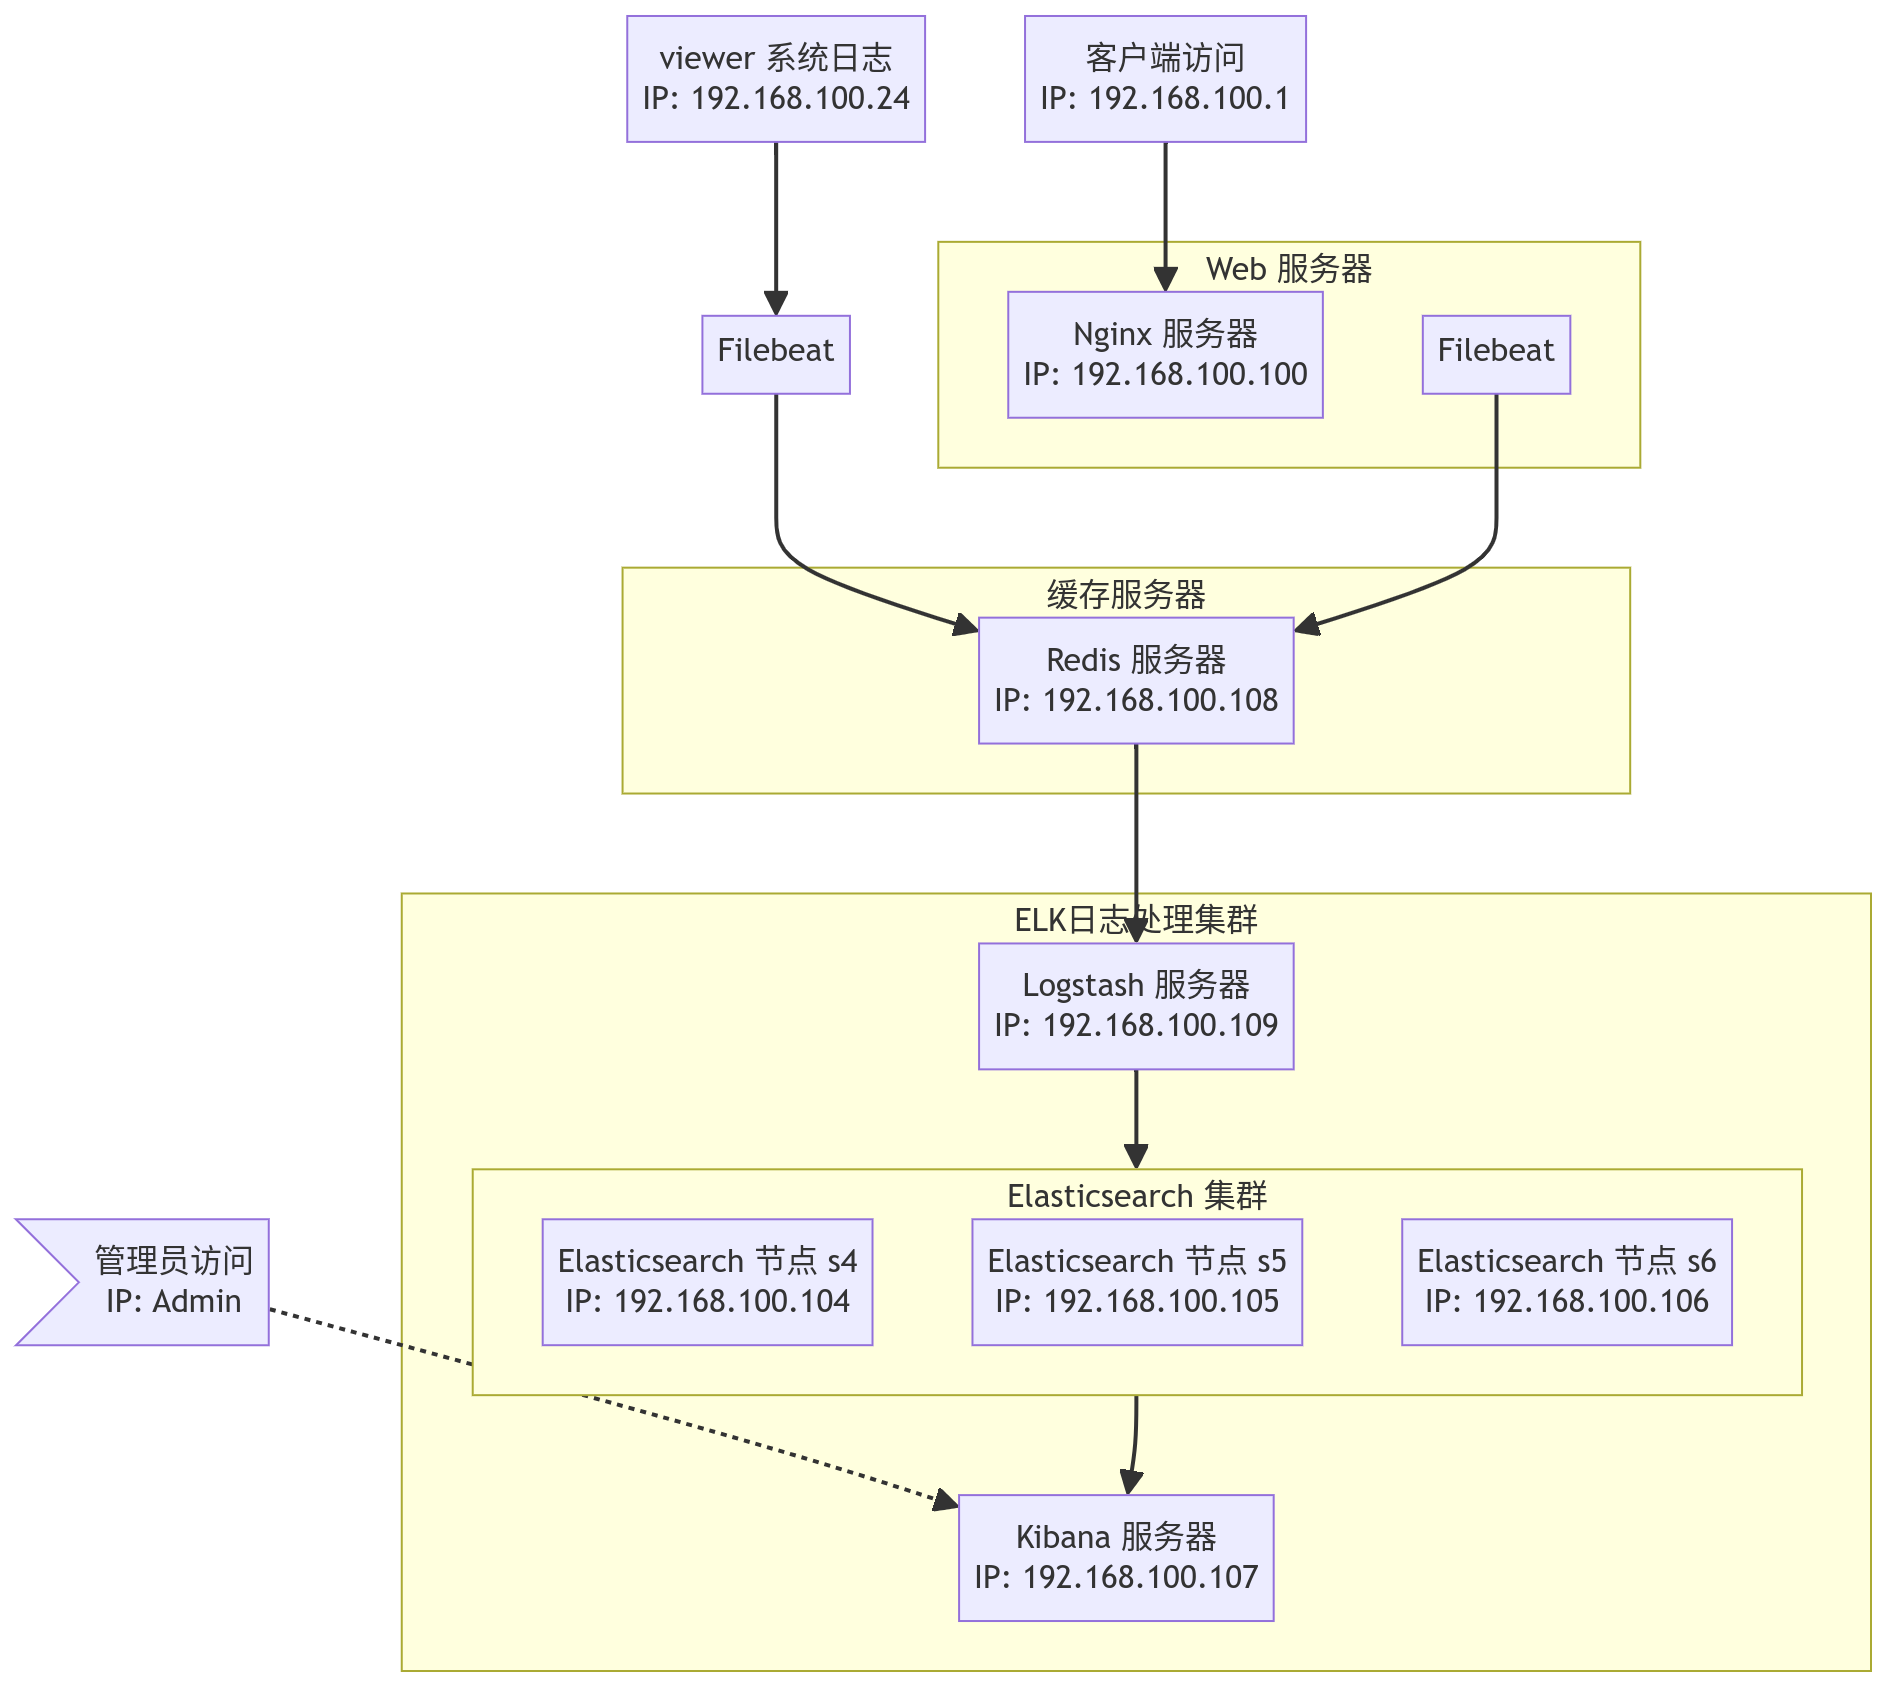 viewer 系统日志
IP: 192.168.100.24
客户端访问
IP: 192.168.100.1
Web 服务器
Filebeat
Nginx 服务器
IP: 192.168.100.100
Filebeat
缓存服务器
Redis 服务器
IP: 192.168.100.108
ELK日志处理集群
Logstash 服务器
IP: 192.168.100.109
Elasticsearch 集群
管理员访问
IP: Admin
Elasticsearch 节点 s4
IP: 192.168.100.104
Elasticsearch 节点 s5
IP: 192.168.100.105
Elasticsearch 节点 s6
IP: 192.168.100.106
Kibana 服务器
IP: 192.168.100.107